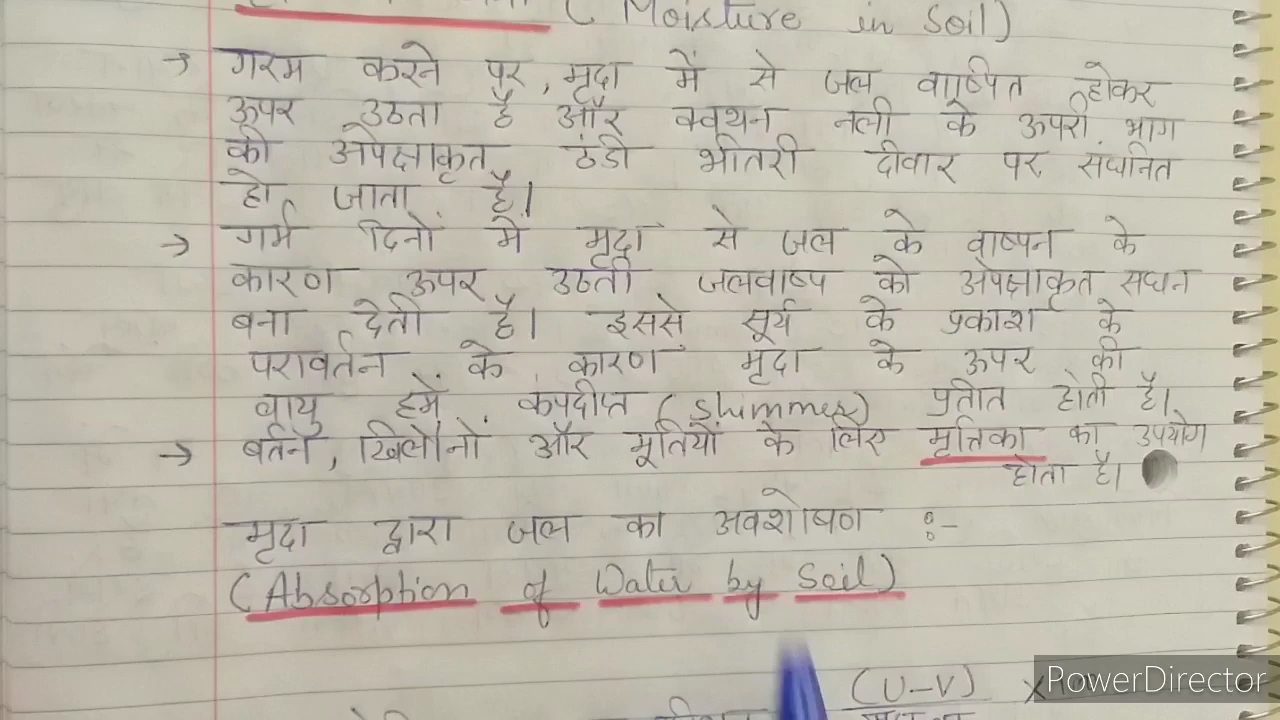 ( Moisture in Soil)
→ गरम करने पर, मृदा में से जल वाष्पित होकर
ऊपर उठता है और क्वथन नली के ऊपरी भाग
की अपेक्षाकृत ठंडी भीतरी दीवार पर संघनित
हो जाता है।
→ गर्म दिनों में मृदा से जल के वाष्पन के
कारण ऊपर उठती जलवाष्प को अपेक्षाकृत सघन
बना देती है। इससे सूर्य के प्रकाश के
परावर्तन के कारण मृदा के ऊपर की
वायु हमें कंपदीप्त (shimmer) प्रतीत होती है।
→ बर्तन, खिलौनों और मूर्तियों के लिए मृत्तिका का उपयोग
होता है।
मृदा द्वारा जल का अवशोषण :-
(Absorption of Water by Soil)
(U-V)
PowerDirector